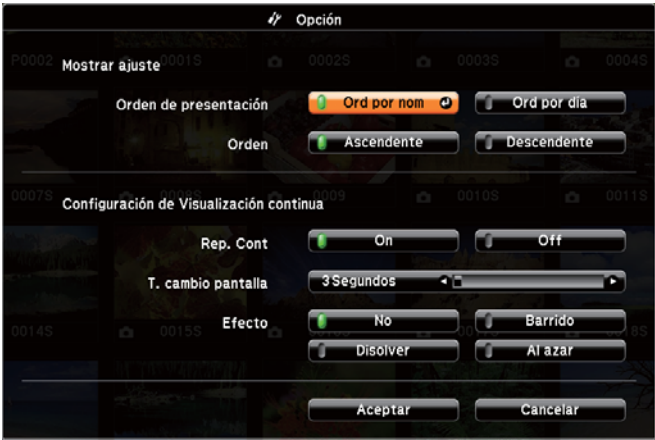 Opción
P0002
0001S
0002S
0003S
0004S
Mostrar ajuste
Orden de presentación
Ord por nom
Ord por día
Orden
Ascendente
Descendente
0007S
0008S
0009
0010S
0011S
Configuración de Visualización continua
Rep. Cont
On
Off
T. cambio pantalla
3Segundos
Efecto
No
Barrido
0014S
0015S
Disolver
Al azar
Aceptar
Cancelar